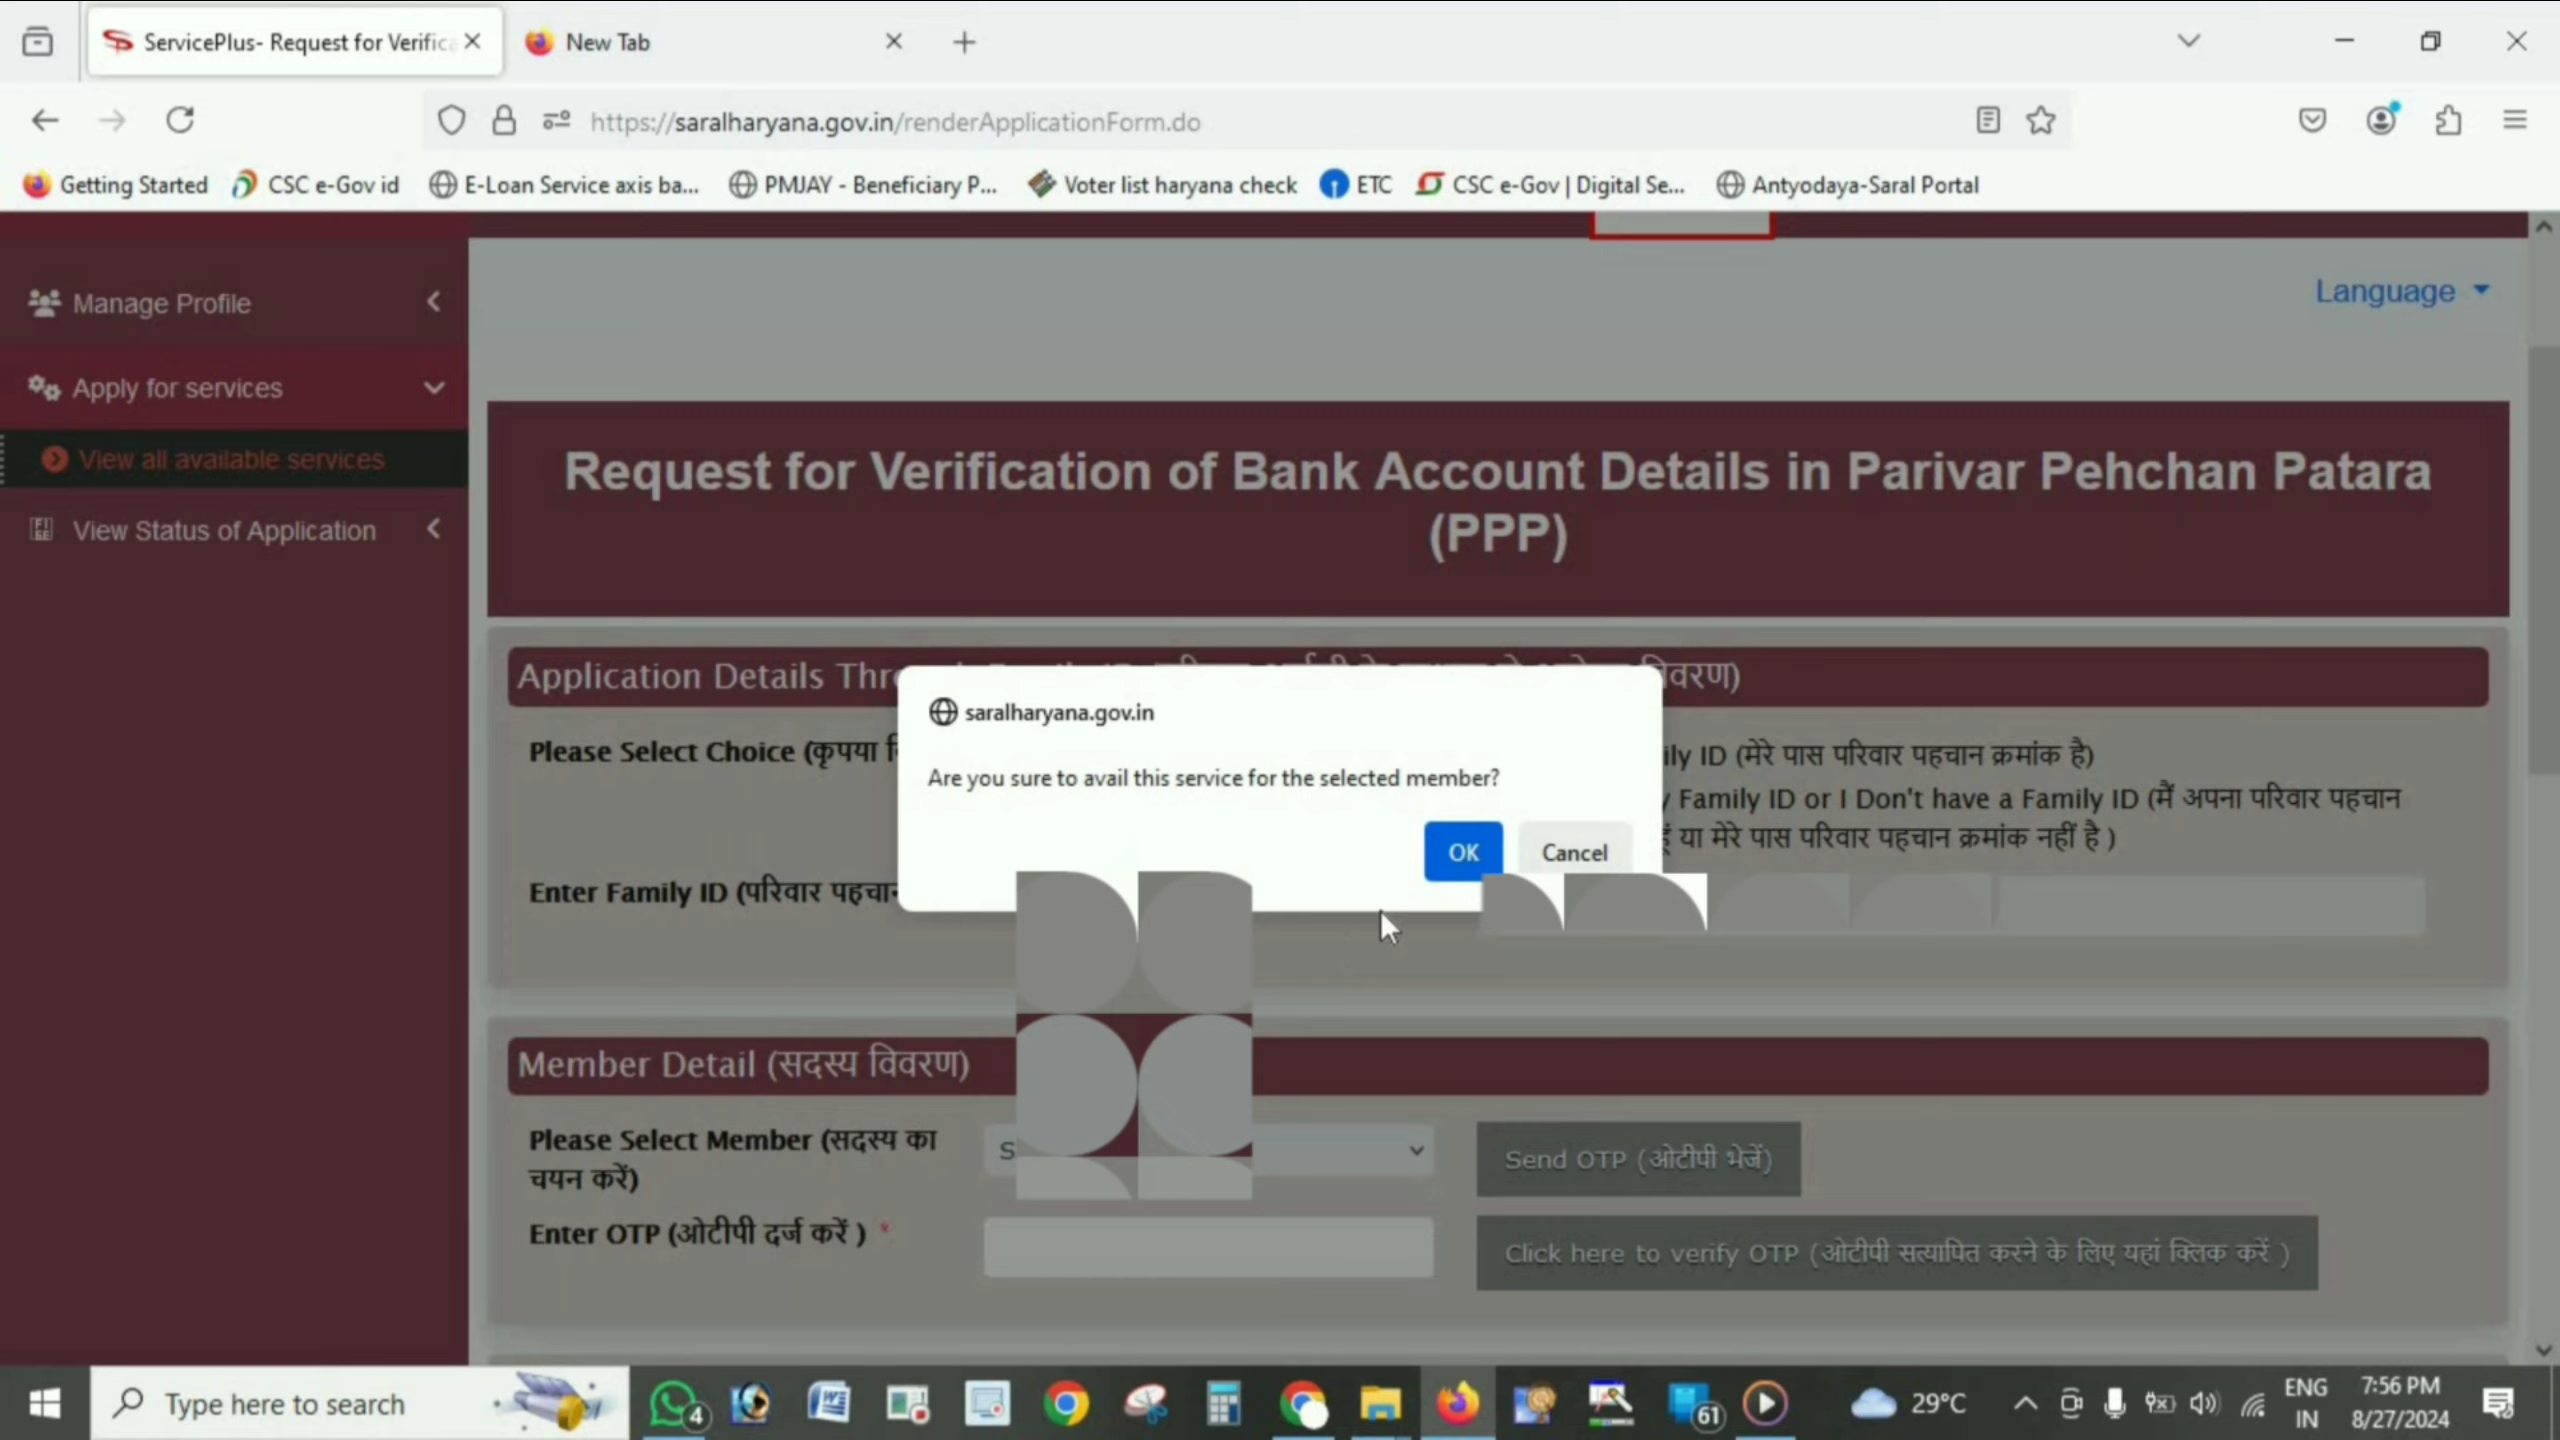 ServicePlus- Request for Verifica
New Tab
https://saralharyana.gov.in/renderApplicationForm.do
Getting Started
CSC e-Gov id
E-Loan Service axis ba...
PMJAY - Beneficiary P...
Voter list haryana check
ETC
CSC e-Gov | Digital Se...
Antyodaya-Saral Portal
Manage Profile
Language
Apply for services
View all available services
View Status of Application
Request for Verification of Bank Account Details in Parivar Pehchan Patara
(PPP)
Application Details
saralharyana.gov.in
Are you sure to avail this service for the selected member?
OK
Cancel
Please Select Choice (कृपया
ID (मेरे पास परिवार पहचान क्रमांक है)
Family ID or I Don't have a Family ID (मैं अपना परिवार पहचान
या मेरे पास परिवार पहचान क्रमांक नहीं है )
Enter Family ID (परिवार
Member Detail (सदस्य विवरण)
Please Select Member (सदस्य का
चयन करें)
Send OTP (ओटीपी भेजें)
Enter OTP (ओटीपी दर्ज करें ) *
Click here to verify OTP (ओटीपी सत्यापित करने के लिए यहां क्लिक करें )
Type here to search
4
61
29°C
ENG
IN
7:56 PM
8/27/2024